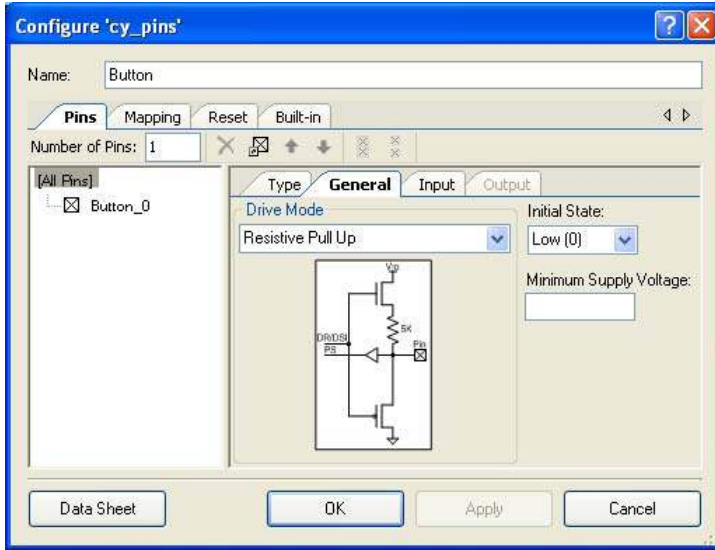 Configure 'cy_pins'
Name: Button
Pins Mapping Reset Built-in
Number of Pins: 1
[All Pins]
Button_0
Type General Input Output
Drive Mode
Resistive Pull Up
Initial State:
Low (0)
Minimum Supply Voltage:
Vio
5K
DR/DSI
PS
Pin
Data Sheet OK Apply Cancel